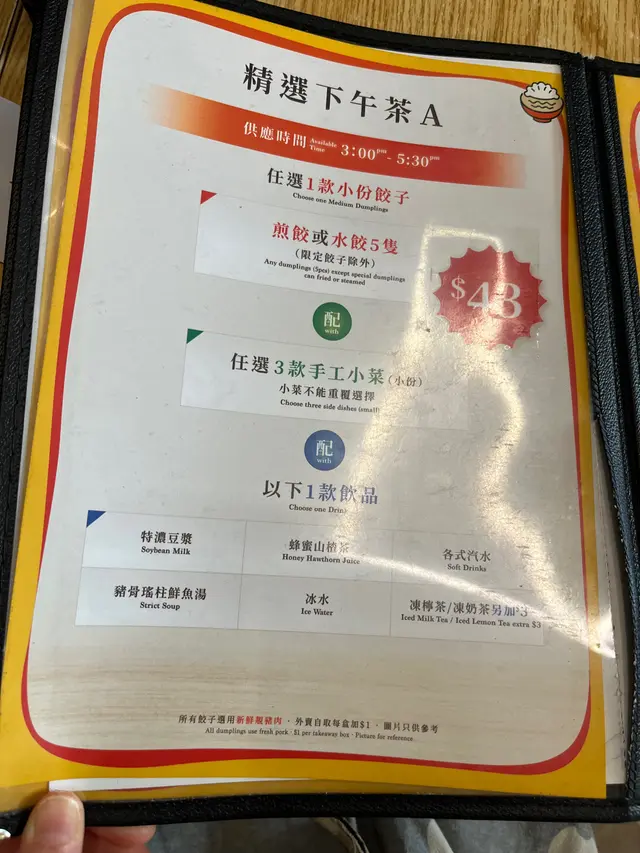 精選下午茶A
供應時間 Available Time 3:00pm - 5:30pm
任選1款小份餃子
Choose one Medium Dumplings
煎餃或水餃5隻
(限定餃子除外)
Any dumplings (5pcs) except special dumplings
can fried or steamed
$43
配
with
任選3款手工小菜(小份)
小菜不能重覆選擇
Choose three side dishes (small)
配
with
以下1款飲品
Choose one Drink
特濃豆漿
Soybean Milk
蜂蜜山楂茶
Honey Hawthorn Juice
各式汽水
Soft Drinks
豬骨瑤柱鮮魚湯
Strict Soup
冰水
Ice Water
凍檸茶/凍奶茶另加$3
Iced Milk Tea / Iced Lemon Tea extra $3
所有餃子選用新鮮靚豬肉 · 外賣自取每盒加$1 · 圖片只供參考
All dumplings use fresh pork · $1 per takeaway box · Picture for reference